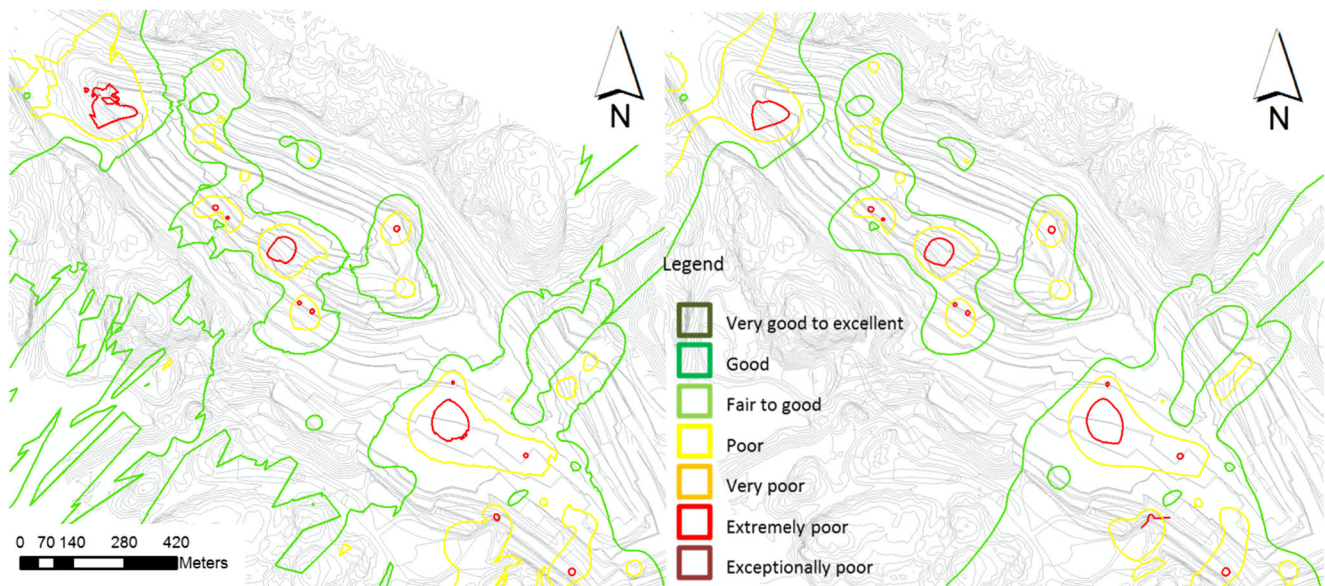 N
N
Legend
Very good to excellent
Good
Fair to good
Poor
Very poor
Extremely poor
Exceptionally poor
0 70 140 280 420
Meters